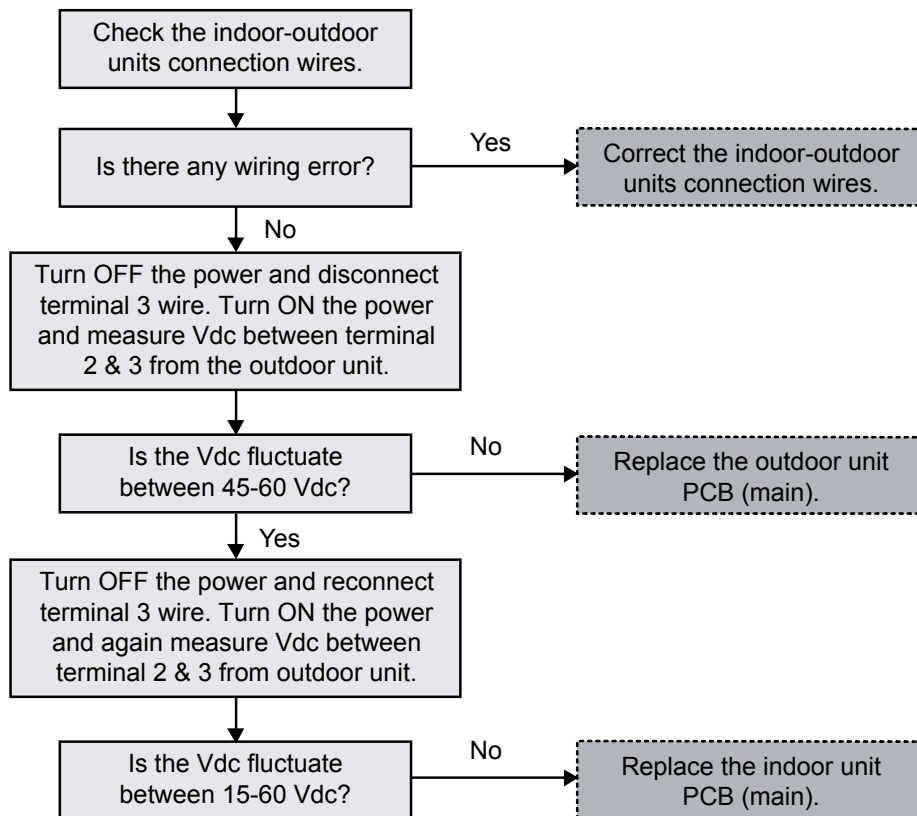 Check the indoor-outdoor
units connection wires.
Is there any wiring error?
Yes
Correct the indoor-outdoor
units connection wires.
No
Turn OFF the power and disconnect
terminal 3 wire. Turn ON the power
and measure Vdc between terminal
2 & 3 from the outdoor unit.
Is the Vdc fluctuate
between 45-60 Vdc?
No
Replace the outdoor unit
PCB (main).
Yes
Turn OFF the power and reconnect
terminal 3 wire. Turn ON the power
and again measure Vdc between
terminal 2 & 3 from outdoor unit.
Is the Vdc fluctuate
between 15-60 Vdc?
No
Replace the indoor unit
PCB (main).